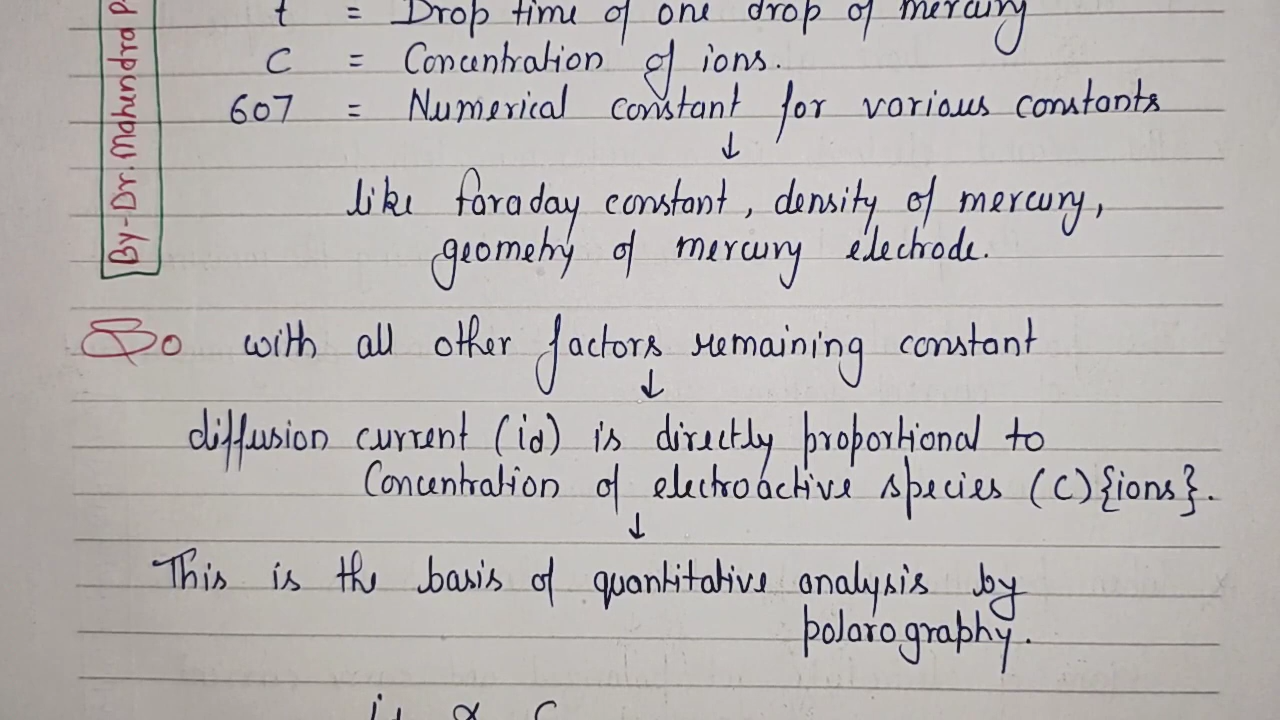 t = Drop time of one drop of mercury
C = Concentration of ions.
607 = Numerical constant for various constants
↓
like faraday constant, density of mercury,
geometry of mercury electrode.
So with all other factors remaining constant
↓
diffusion current (id) is directly proportional to
Concentration of electroactive species (C){ions}.
↓
This is the basis of quantitative analysis by
polarography.
id ∝ C
By-Dr. Mahendra P